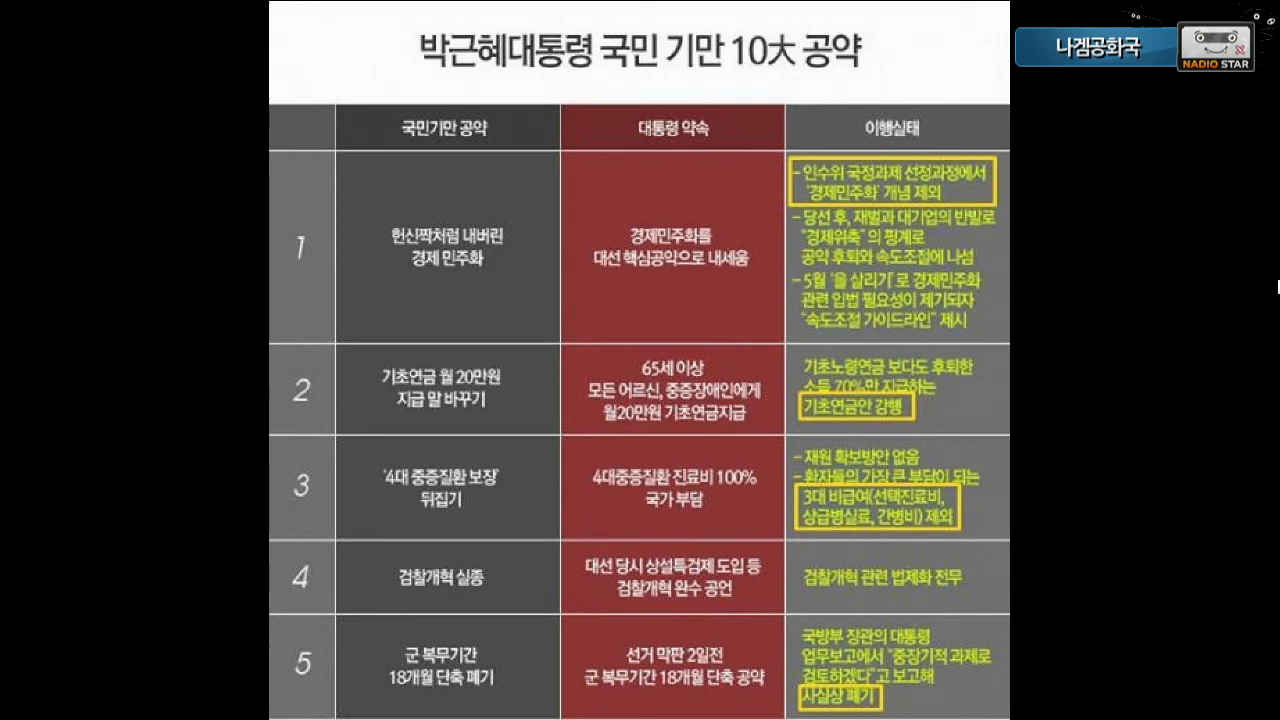 박근혜대통령 국민 기만 10大 공약
나겜공화국
NADIO STAR
국민기만 공약
대통령 약속
이행실태
1
헌신짝처럼 내버린
경제 민주화
경제민주화를
대선 핵심공약으로 내세움
- 인수위 국정과제 선정과정에서
'경제민주화' 개념 제외
- 당선 후, 재벌과 대기업의 반발로
"경제위축" 의 핑계로
공약 후퇴와 속도조절에 나섬
- 5월 '을 살리기' 로 경제민주화
관련 입법 필요성이 제기되자
"속도조절 가이드라인" 제시
2
기초연금 월 20만원
지급 말 바꾸기
65세 이상
모든 어르신, 중증장애인에게
월20만원 기초연금지급
기초노령연금 보다도 후퇴한
소득 70%만 지급하는
기초연금안 강행
3
'4대 중증질환 보장'
뒤집기
4대중증질환 진료비 100%
국가 부담
- 재원 확보방안 없음
- 환자들의 가장 큰 부담이 되는
3대 비급여(선택진료비,
상급병실료, 간병비) 제외
4
검찰개혁 실종
대선 당시 상설특검제 도입 등
검찰개혁 완수 공언
검찰개혁 관련 법제화 전무
5
군 복무기간
18개월 단축 폐기
선거 막판 2일전
군 복무기간 18개월 단축 공약
국방부 장관의 대통령
업무보고에서 "중장기적 과제로
검토하겠다"고 보고해
사실상 폐기